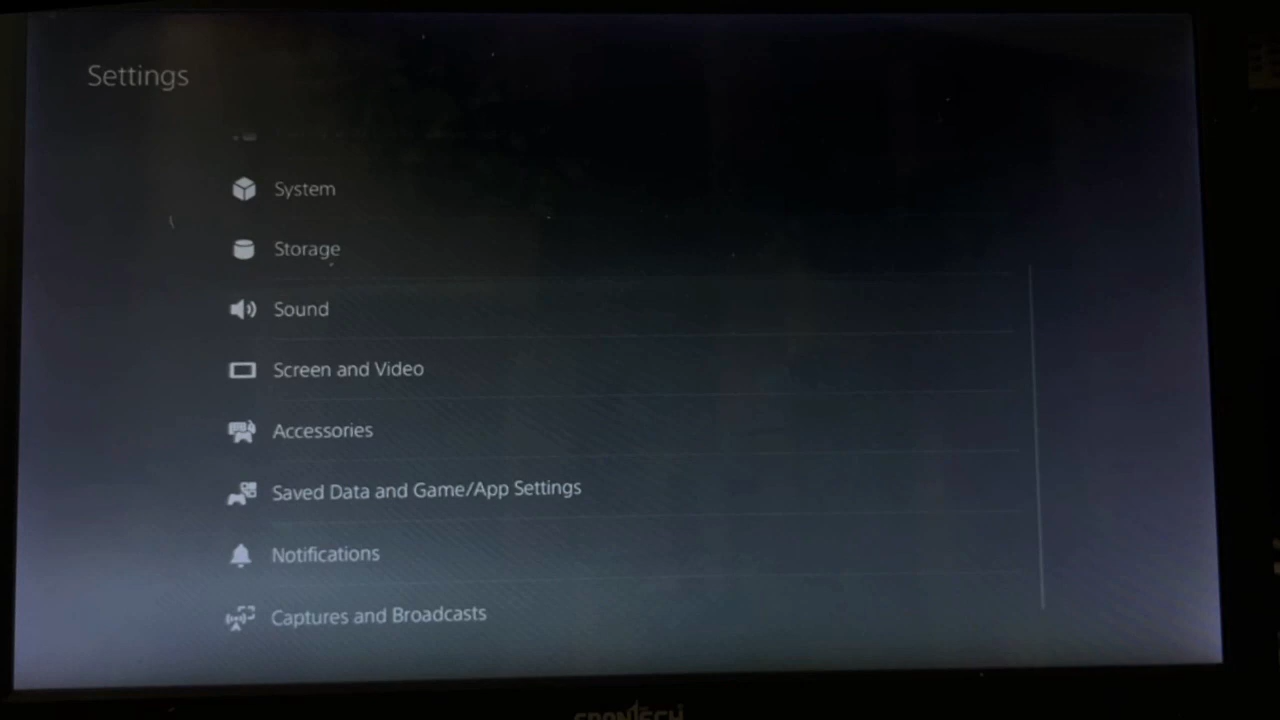 Settings
System
Storage
Sound
Screen and Video
Accessories
Saved Data and Game/App Settings
Notifications
Captures and Broadcasts